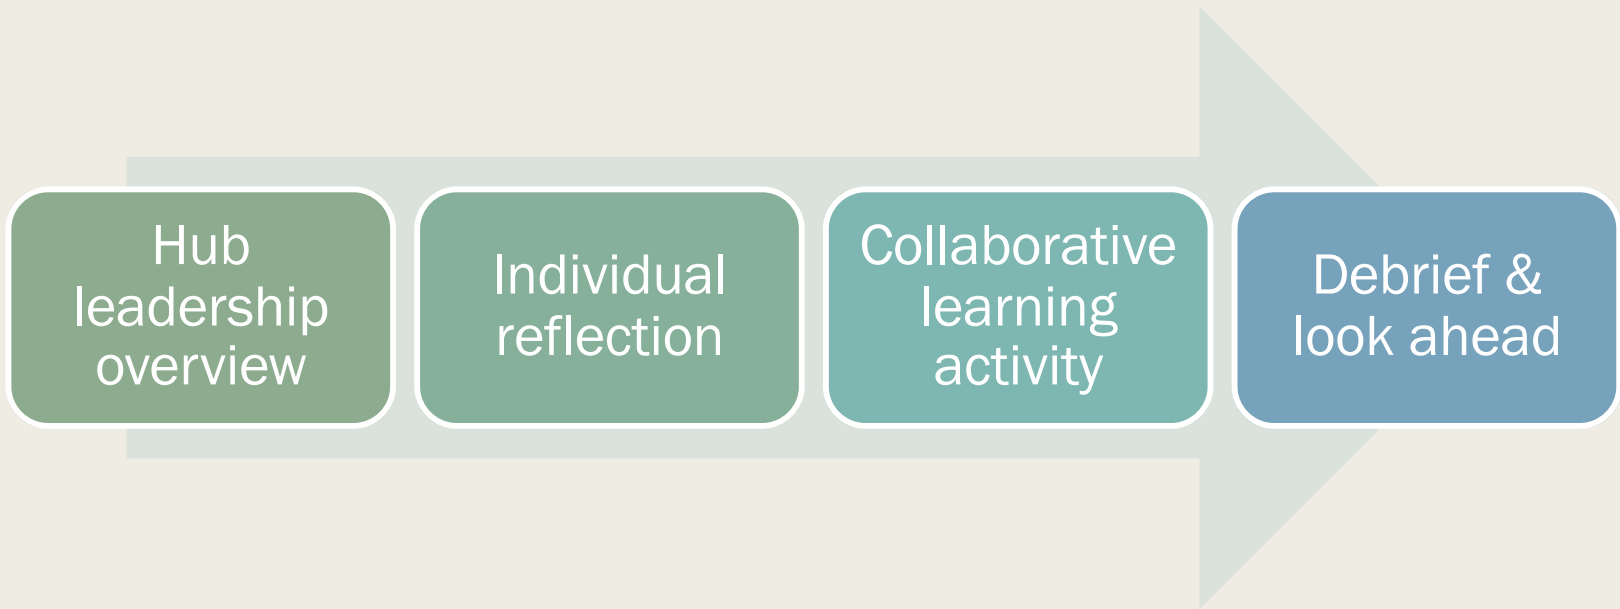 Hub
leadership
overview
Individual
reflection
Collaborative
learning
activity
Debrief &
look ahead